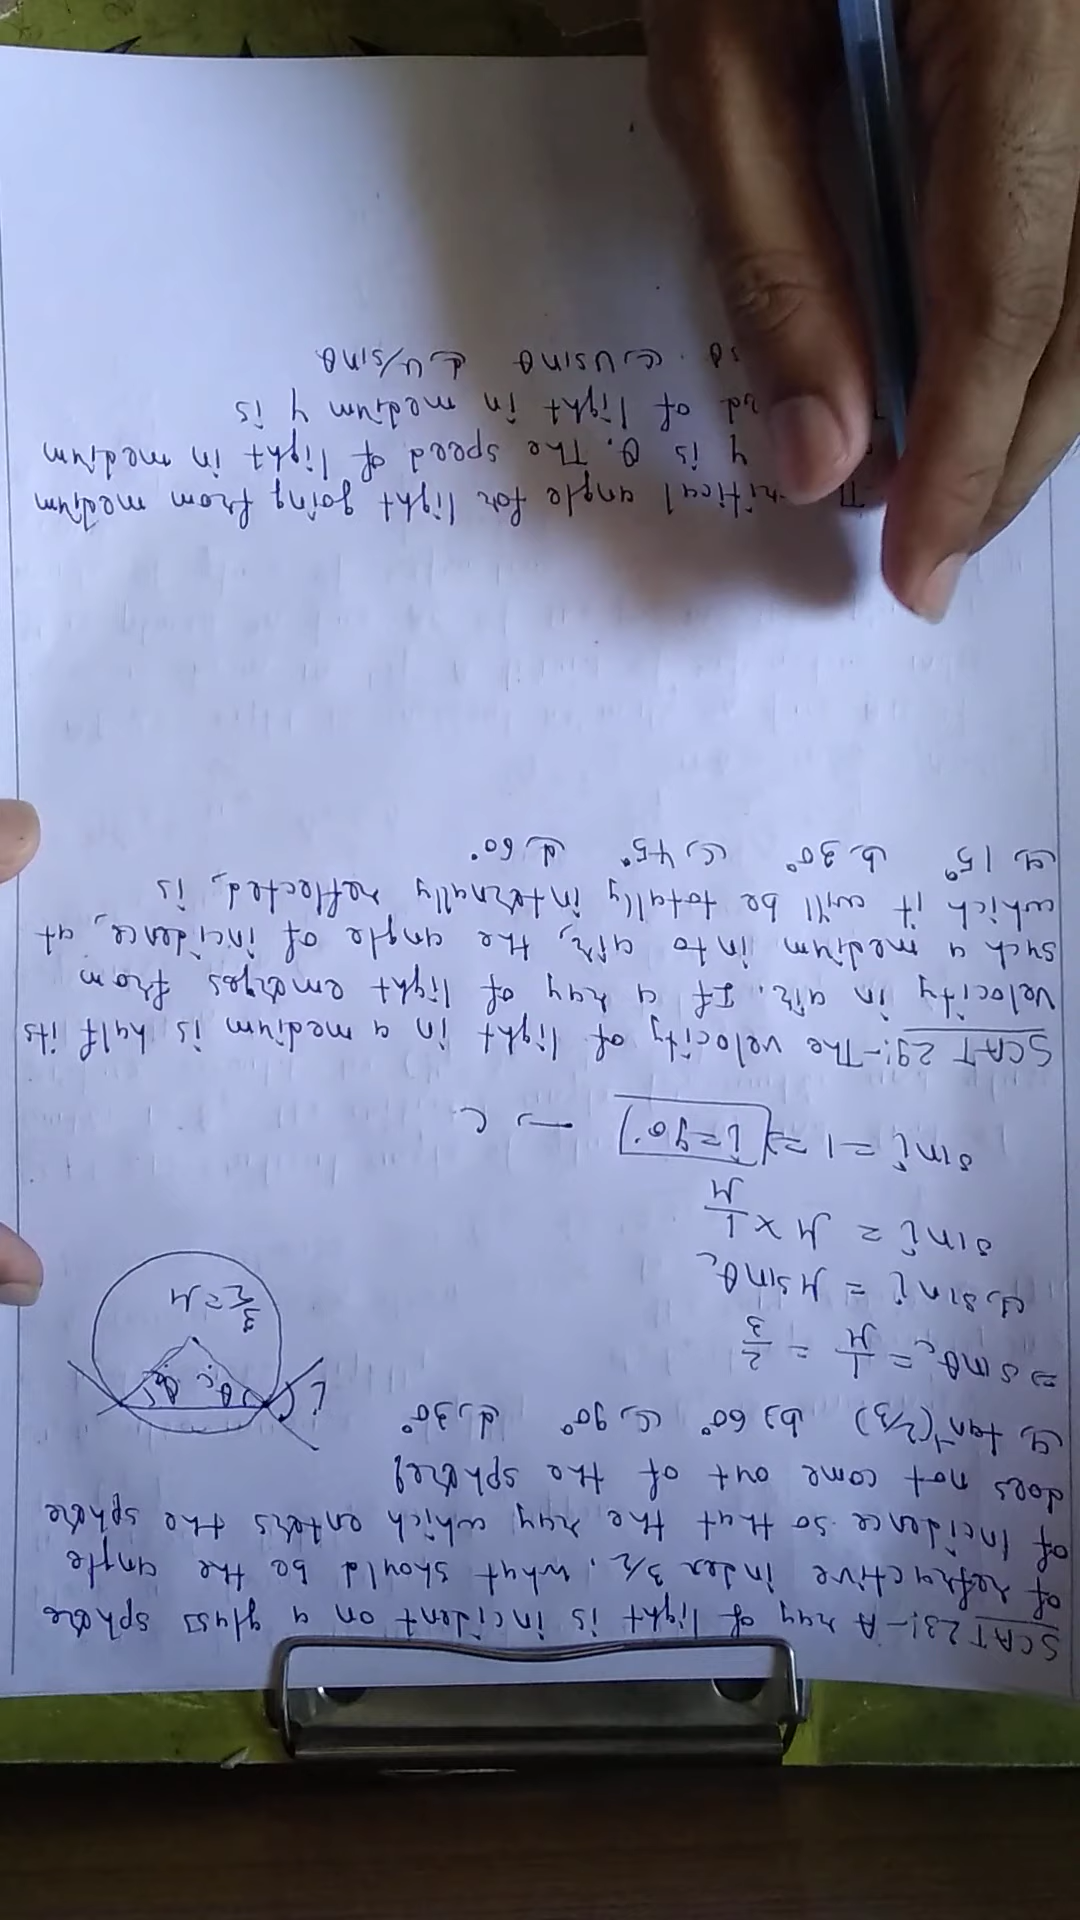 SCAT 23:- A ray of light is incident on a glass sphere
of refractive index 3/2. What should be the angle
of incidence so that the ray which enters the sphere
does not come out of the sphere?
a, tan⁻¹(2/3) b, 60° c, 90° d, 30°
⇒ sinθc = 1/μ = 2/3
a, sin i = μ sinθc
sin i = μ × 1/μ
sin i = 1 ⇒ i = 90° → c
i θc θc
3/2 = μ
SCAT 29:- The velocity of light in a medium is half its
velocity in air. If a ray of light emerges from
such a medium in to air, the angle of incidence, at
which it will be totally internally reflected, is
a, 15° b, 30° c, 45° d, 60°
critical angle for light going from medium
y is θ. The speed of light in medium
of light in medium y is
c, υsinθ d, υ/sinθ